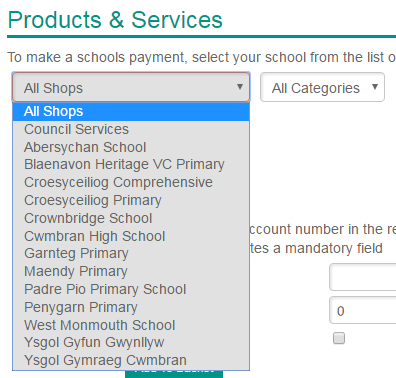 Products & Services
To make a schools payment, select your school from the list o
All Shops All Categories
All Shops
Council Services
Abersychan School
Blaenavon Heritage VC Primary
Croesyceiliog Comprehensive
Croesyceiliog Primary
Crownbridge School
Cwmbran High School
Garnteg Primary
Maendy Primary
Padre Pio Primary School
Penygarn Primary
West Monmouth School
Ysgol Gyfun Gwynllyw
Ysgol Gymraeg Cwmbran
ccount number in the re
tes a mandatory field
0